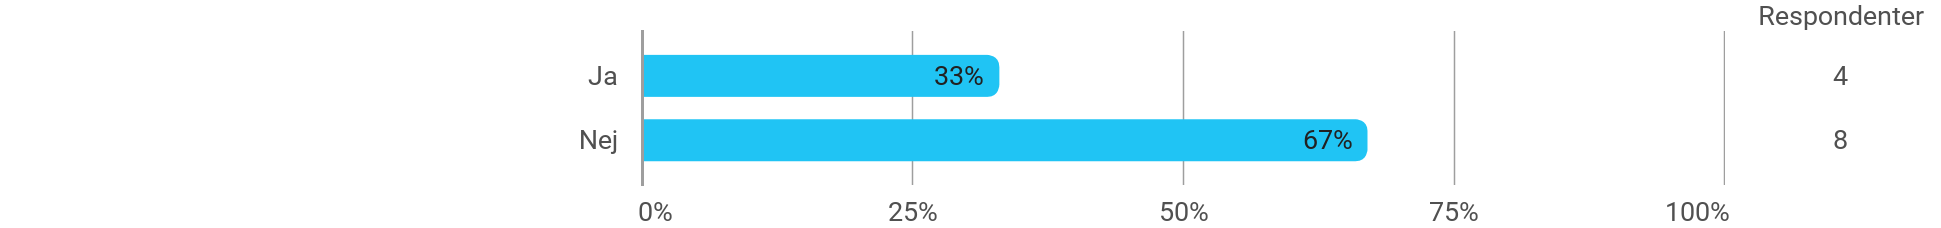 Respondenter
Ja 33% 4
Nej 67% 8
0% 25% 50% 75% 100%